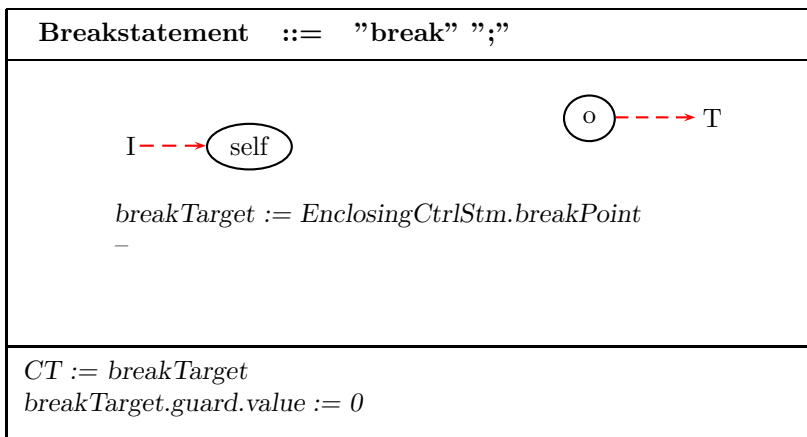 Breakstatement ::= ”break” ”;”
o T
I self
breakTarget := EnclosingCtrlStm.breakPoint
–
CT := breakTarget
breakTarget.guard.value := 0